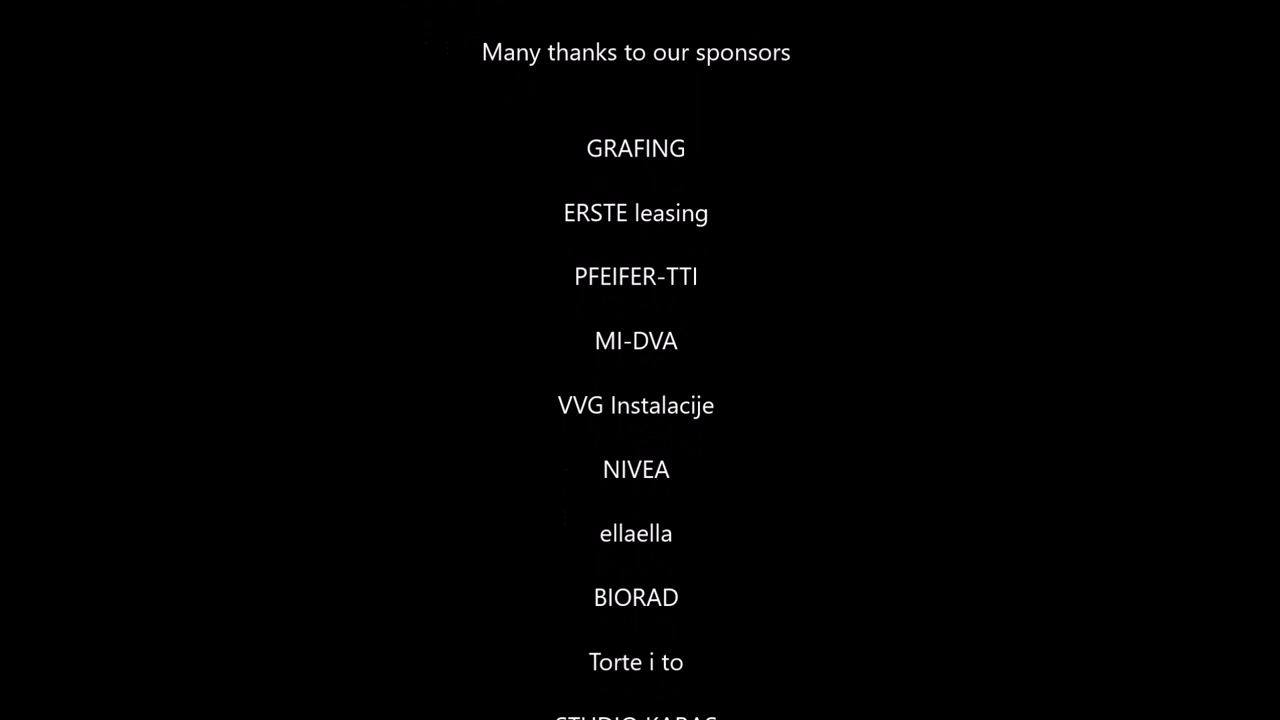 Many thanks to our sponsors
GRAFING
ERSTE leasing
PFEIFER-TTI
MI-DVA
VVG Instalacije
NIVEA
ellaella
BIORAD
Torte i to
STUDIO